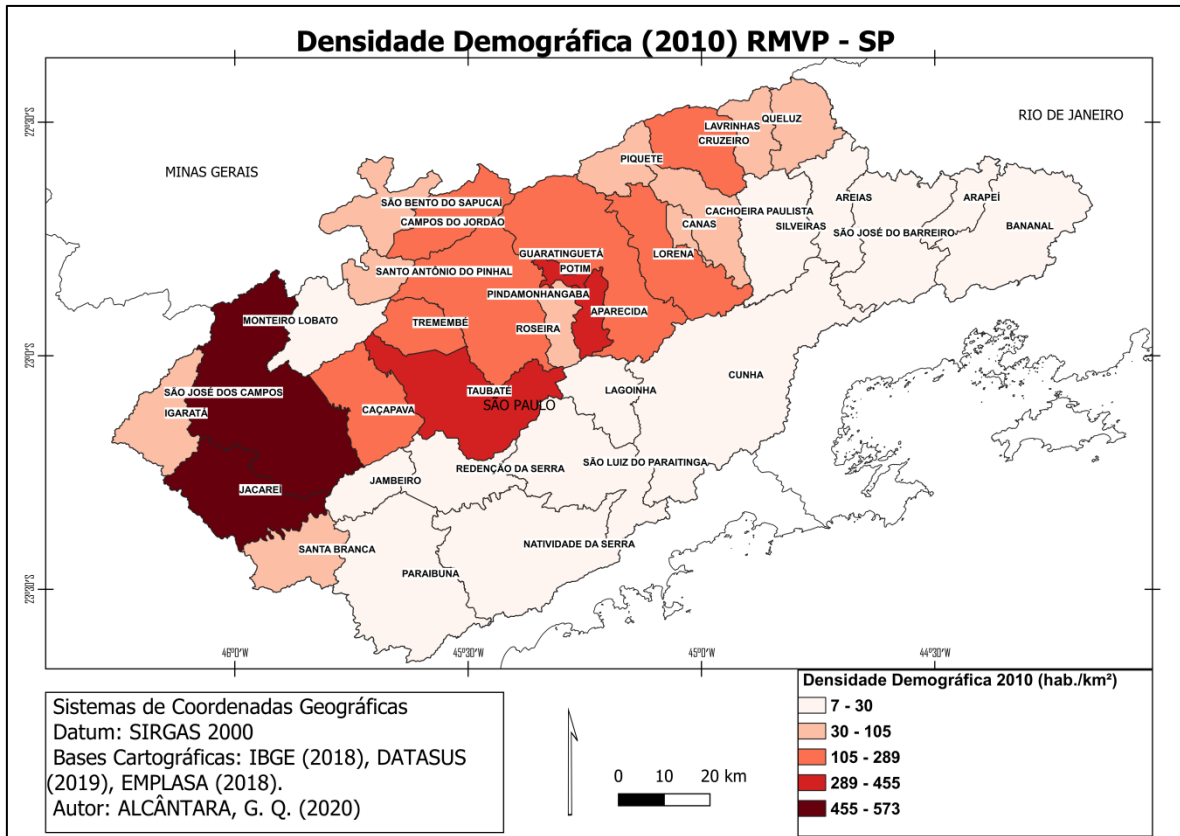 Densidade Demográfica (2010) RMVP - SP
RIO DE JANEIRO
MINAS GERAIS
22°30'S
23°0'S
23°30'S
LAVRINHAS
QUELUZ
CRUZEIRO
PIQUETE
SÃO BENTO DO SAPUCAÍ
CAMPOS DO JORDÃO
CACHOEIRA PAULISTA
CANAS
SILVEIRAS
AREIAS
ARAPEÍ
SÃO JOSÉ DO BARREIRO
BANANAL
GUARATINGUETÁ
LORENA
POTIM
SANTO ANTÔNIO DO PINHAL
PINDAMONHANGABA
APARECIDA
MONTEIRO LOBATO
TREMEMBÉ
ROSEIRA
CUNHA
SÃO JOSÉ DOS CAMPOS
TAUBATÉ
LAGOINHA
SÃO PAULO
IGARATÁ
CAÇAPAVA
REDENÇÃO DA SERRA
SÃO LUIZ DO PARAITINGA
JAMBEIRO
JACAREÍ
SANTA BRANCA
NATIVIDADE DA SERRA
PARAIBUNA
46°0'W
45°30'W
45°0'W
44°30'W
Sistemas de Coordenadas Geográficas
Datum: SIRGAS 2000
Bases Cartográficas: IBGE (2018), DATASUS
(2019), EMPLASA (2018).
Autor: ALCÂNTARA, G. Q. (2020)
0 10 20 km
Densidade Demográfica 2010 (hab./km²)
7 - 30
30 - 105
105 - 289
289 - 455
455 - 573